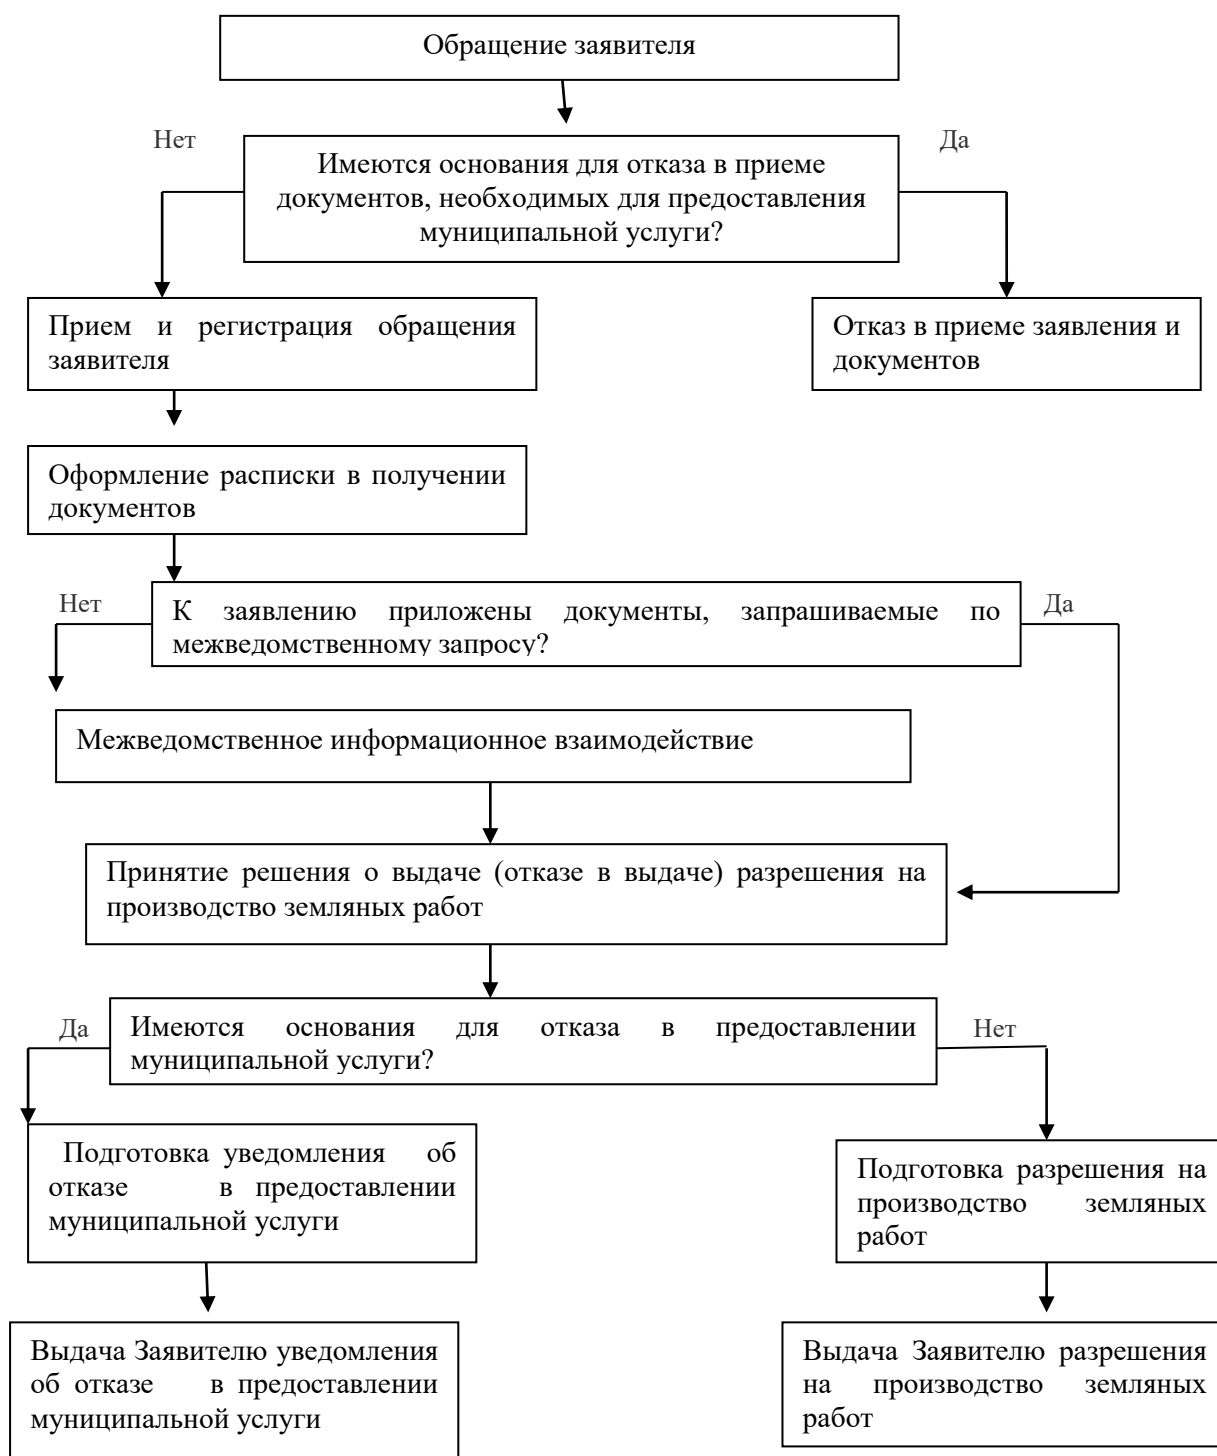 Обращение заявителя
Нет
Да
Имеются основания для отказа в приеме
документов, необходимых для предоставления
муниципальной услуги?
Прием и регистрация обращения
заявителя
Отказ в приеме заявления и
документов
Оформление расписки в получении
документов
Нет
К заявлению приложены документы, запрашиваемые по
межведомственному запросу?
Да
Межведомственное информационное взаимодействие
Принятие решения о выдаче (отказе в выдаче) разрешения на
производство земляных работ
Да
Имеются основания для отказа в предоставлении
муниципальной услуги?
Нет
Подготовка уведомления об
отказе в предоставлении
муниципальной услуги
Подготовка разрешения на
производство земляных
работ
Выдача Заявителю уведомления
об отказе в предоставлении
муниципальной услуги
Выдача Заявителю разрешения
на производство земляных
работ